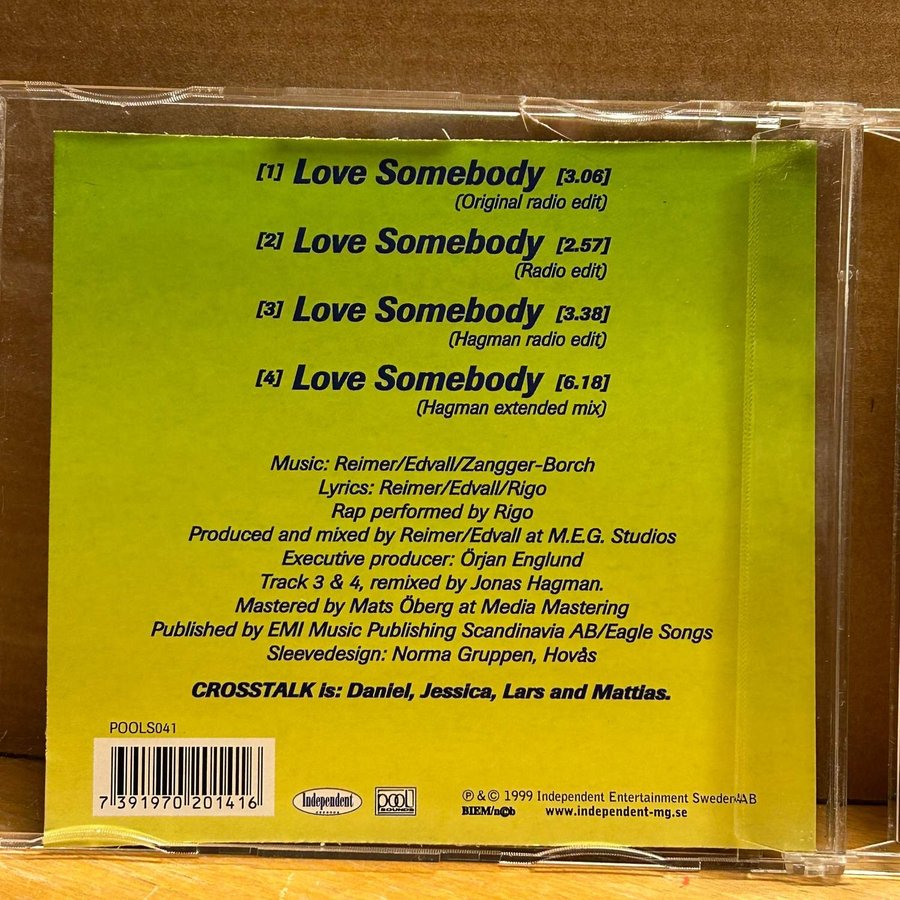 [1] Love Somebody [3.06]
(Original radio edit)
[2] Love Somebody [2.57]
(Radio edit)
[3] Love Somebody [3.38]
(Hagman radio edit)
[4] Love Somebody [6.18]
(Hagman extended mix)
Music: Reimer/Edvall/Zangger-Borch
Lyrics: Reimer/Edvall/Rigo
Rap performed by Rigo
Produced and mixed by Reimer/Edvall at M.E.G. Studios
Executive producer: Örjan Englund
Track 3 & 4, remixed by Jonas Hagman.
Mastered by Mats Öberg at Media Mastering
Published by EMI Music Publishing Scandinavia AB/Eagle Songs
Sleevedesign: Norma Gruppen, Hovås
CROSSTALK is: Daniel, Jessica, Lars and Mattias.
POOLS041
7 391970 201416
Independent
RECORDS
pool
SOUNDS
℗ & © 1999 Independent Entertainment Sweden AB
BIEM/n©b
www.independent-mg.se